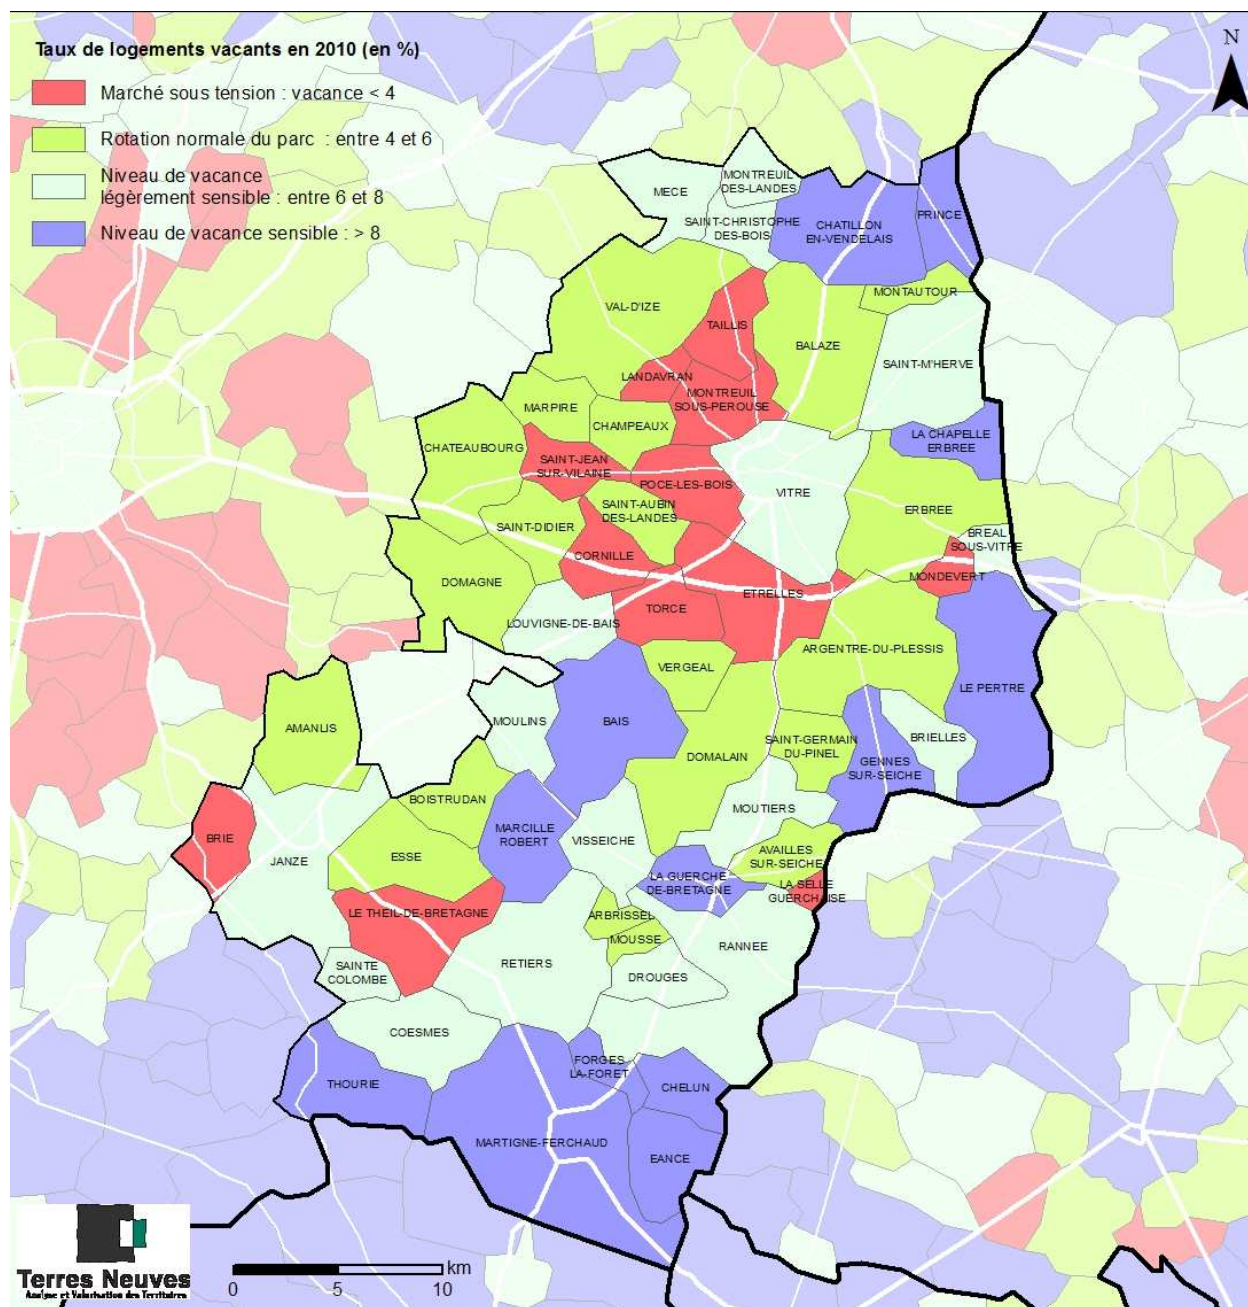 Taux de logements vacants en 2010 (en %)
Marché sous tension : vacance < 4
Rotation normale du parc : entre 4 et 6
Niveau de vacance
légèrement sensible : entre 6 et 8
Niveau de vacance sensible : > 8
N
MONTREUIL
DES-LANDES
MECE
SAINT-CHRISTOPHE
DES-BOIS
CHATILLON
EN-VENDELAIS
PRINCE
MONTAUTOUR
VAL-D'IZE
TAILLIS
BALAZE
SAINT-M'HERVE
LANDAVRAN
MONTREUIL
SOUS-PEROUSE
MARPIRE
CHAMPEAUX
LA CHAPELLE
ERBREE
CHATEAUBOURG
SAINT-JEAN
SUR-VILAINE
POCE-LES-BOIS
VITRE
SAINT-AUBIN
DES-LANDES
ERBREE
SAINT-DIDIER
BREAL
SOUS-VITRE
CORNILLE
DOMAGNE
MONDEVERT
ETRELLES
TORCE
LOUVIGNE-DE-BAIS
ARGENTRE-DU-PLESSIS
VERGEAL
LE PERTRE
MOULINS
BAIS
AMANLIS
BRIELLES
SAINT-GERMAIN
DU-PINEL
DOMALAIN
GENNES
SUR-SEICHE
BOISTRUDAN
MOUTIERS
MARCILLE
ROBERT
VISSEICHE
BRIE
JANZE
ESSE
AVAILLES
SUR-SEICHE
LA GUERCHE
DE-BRETAGNE
LA SELLE
GUERCHAISE
LE THEIL-DE-BRETAGNE
ARBRISSEL
MOUSSE
RANNEE
RETIERS
SAINTE
COLOMBE
DROUGES
COESMES
FORGES
LA-FORET
THOURIE
CHELUN
MARTIGNE-FERCHAUD
EANCE
Terres Neuves
Analyse et Valorisation des Territoires
km
0 5 10